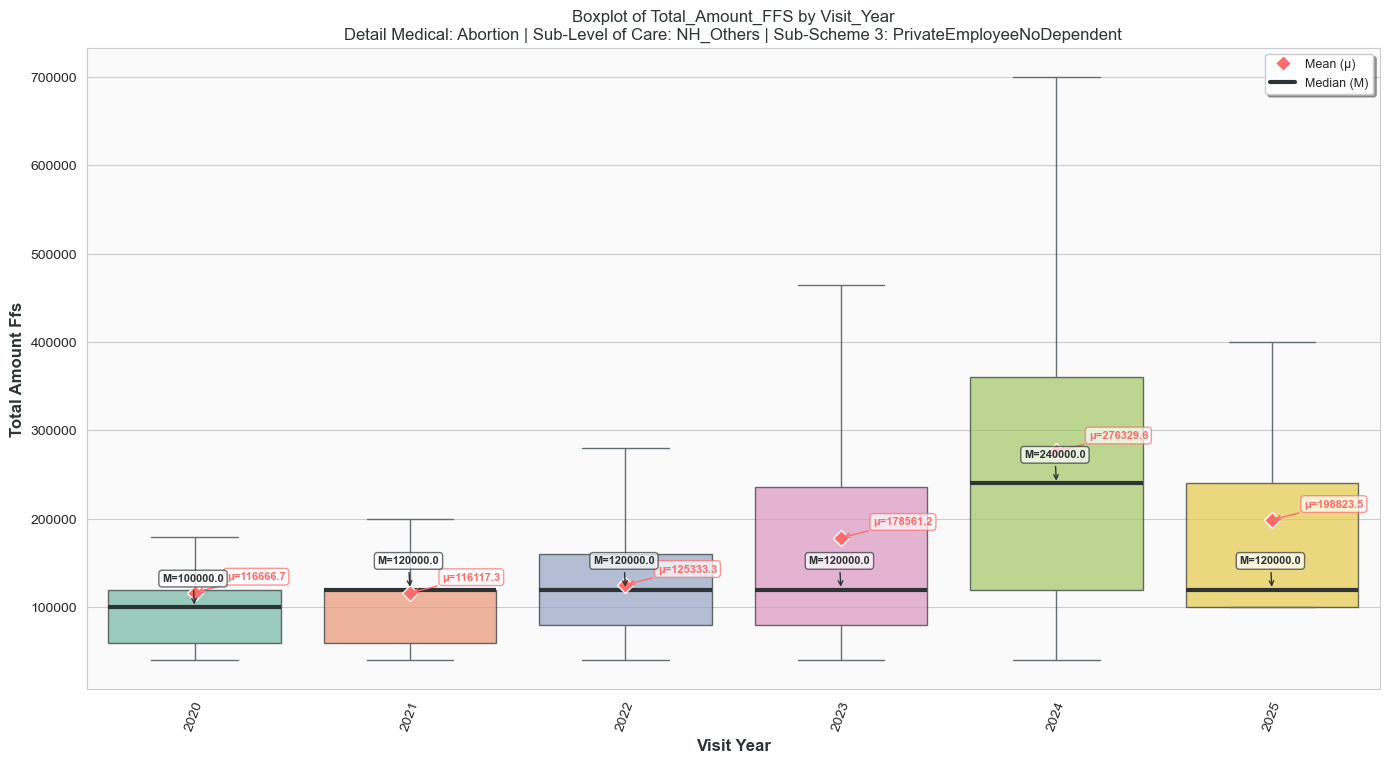 Boxplot of Total_Amount_FFS by Visit_Year
Detail Medical: Abortion | Sub-Level of Care: NH_Others | Sub-Scheme 3: PrivateEmployeeNoDependent
Mean (μ)
Median (M)
Total Amount Ffs
700000
600000
500000
400000
300000
200000
100000
M=100000.0
μ=116666.7
M=120000.0
μ=116117.3
M=120000.0
μ=125333.3
M=120000.0
μ=178561.2
M=240000.0
μ=276329.6
M=120000.0
μ=198823.5
2020
2021
2022
2023
2024
2025
Visit Year